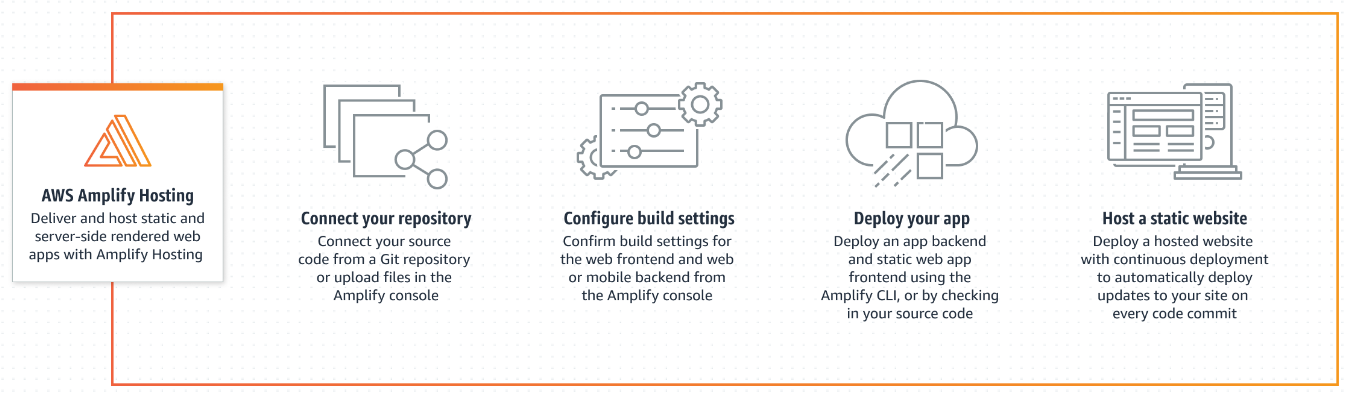 AWS Amplify Hosting
Deliver and host static and
server-side rendered web
apps with Amplify Hosting
Connect your repository
Connect your source
code from a Git repository
or upload files in the
Amplify console
Configure build settings
Confirm build settings for
the web frontend and web
or mobile backend from
the Amplify console
Deploy your app
Deploy an app backend
and static web app
frontend using the
Amplify CLI, or by checking
in your source code
Host a static website
Deploy a hosted website
with continuous deployment
to automatically deploy
updates to your site on
every code commit